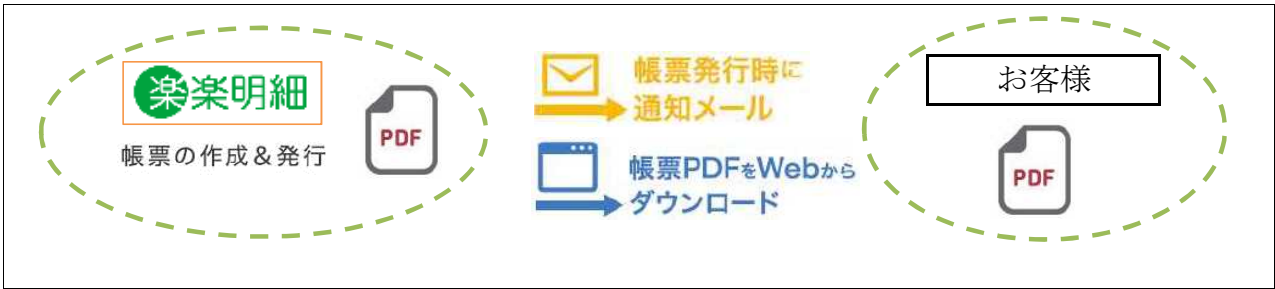 楽楽明細
帳票の作成&発行
PDF
帳票発行時に
通知メール
帳票PDFをWebから
ダウンロード
お客様
PDF